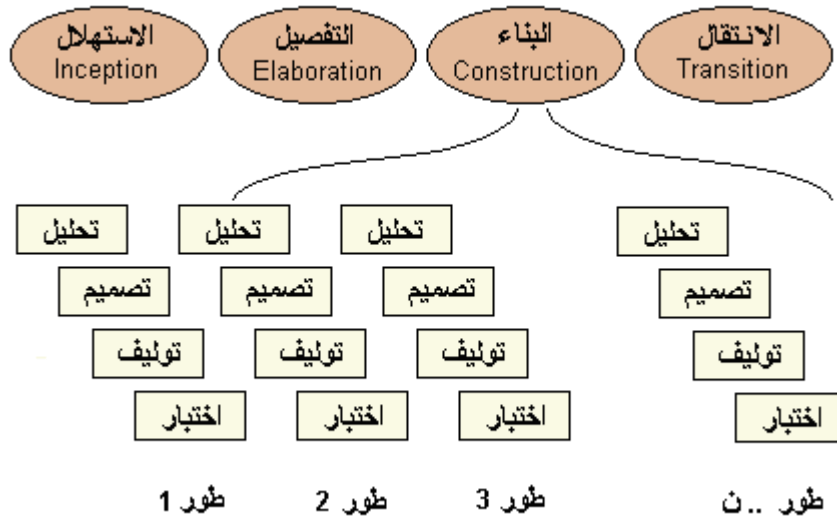 الاستهلال
Inception
التفصيل
Elaboration
البناء
Construction
الانتقال
Transition
تحليل
تصميم
توليف
اختبار
طور 1
تحليل
تصميم
توليف
اختبار
طور 2
تحليل
تصميم
توليف
اختبار
طور 3
تحليل
تصميم
توليف
اختبار
طور ..ن